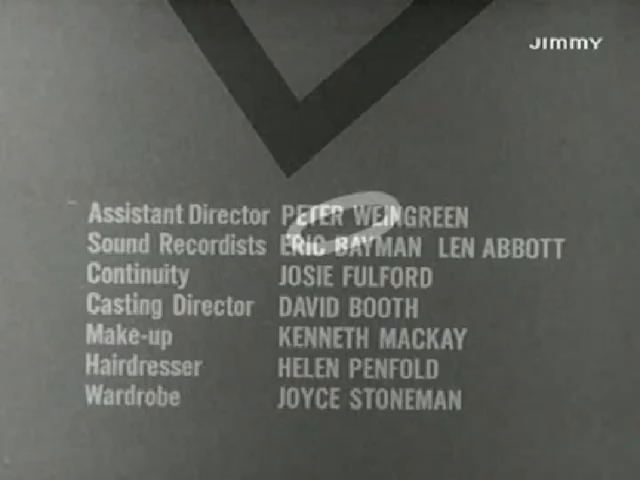 JIMMY
Assistant Director PETER WEINGREEN
Sound Recordists ERIC BAYMAN LEN ABBOTT
Continuity JOSIE FULFORD
Casting Director DAVID BOOTH
Make-up KENNETH MACKAY
Hairdresser HELEN PENFOLD
Wardrobe JOYCE STONEMAN